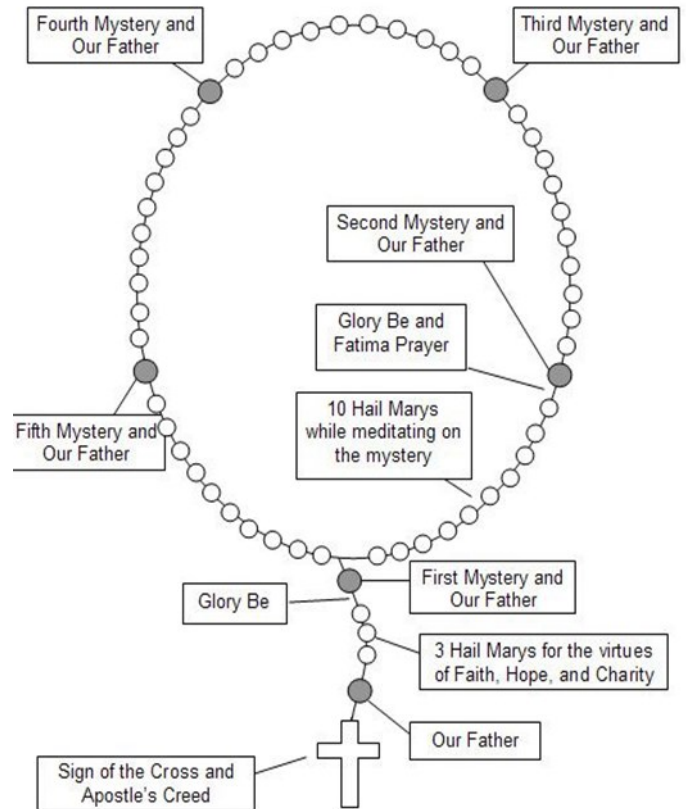 Fourth Mystery and
Our Father
Third Mystery and
Our Father
Second Mystery and
Our Father
Glory Be and
Fatima Prayer
10 Hail Marys
while meditating on
the mystery
Fifth Mystery and
Our Father
First Mystery and
Our Father
Glory Be
3 Hail Marys for the virtues
of Faith, Hope, and Charity
Our Father
Sign of the Cross and
Apostle's Creed